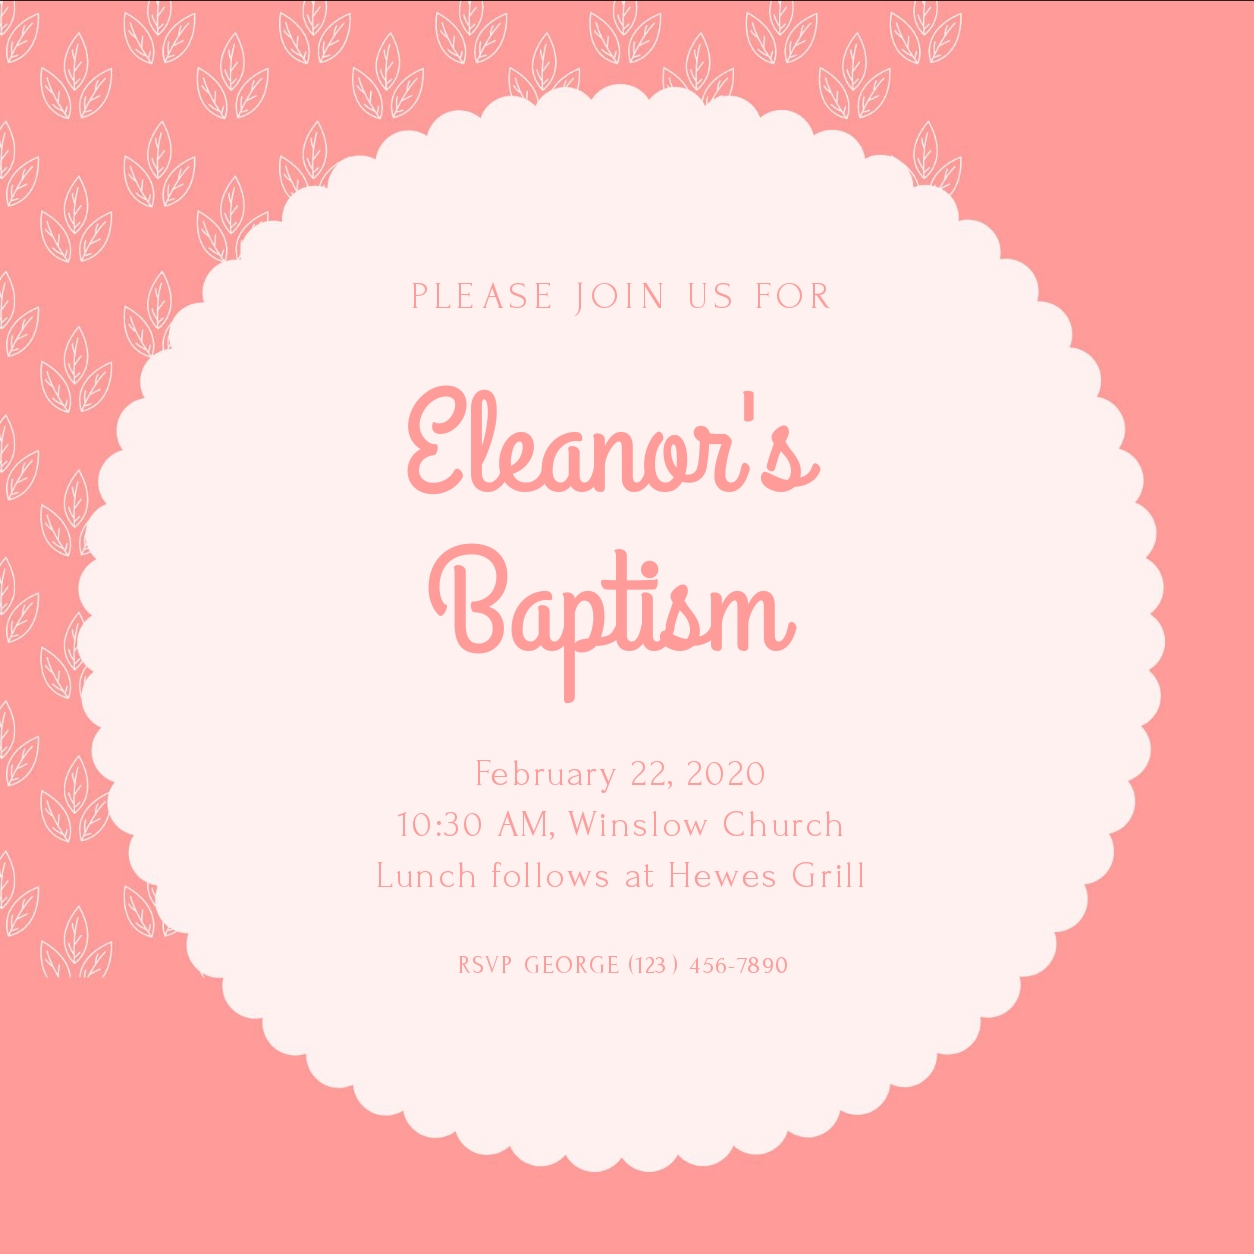 PLEASE JOIN US FOR
Eleanor's
Baptism
February 22, 2020
10:30 AM, Winslow Church
Lunch follows at Hewes Grill
RSVP GEORGE (123) 456-7890